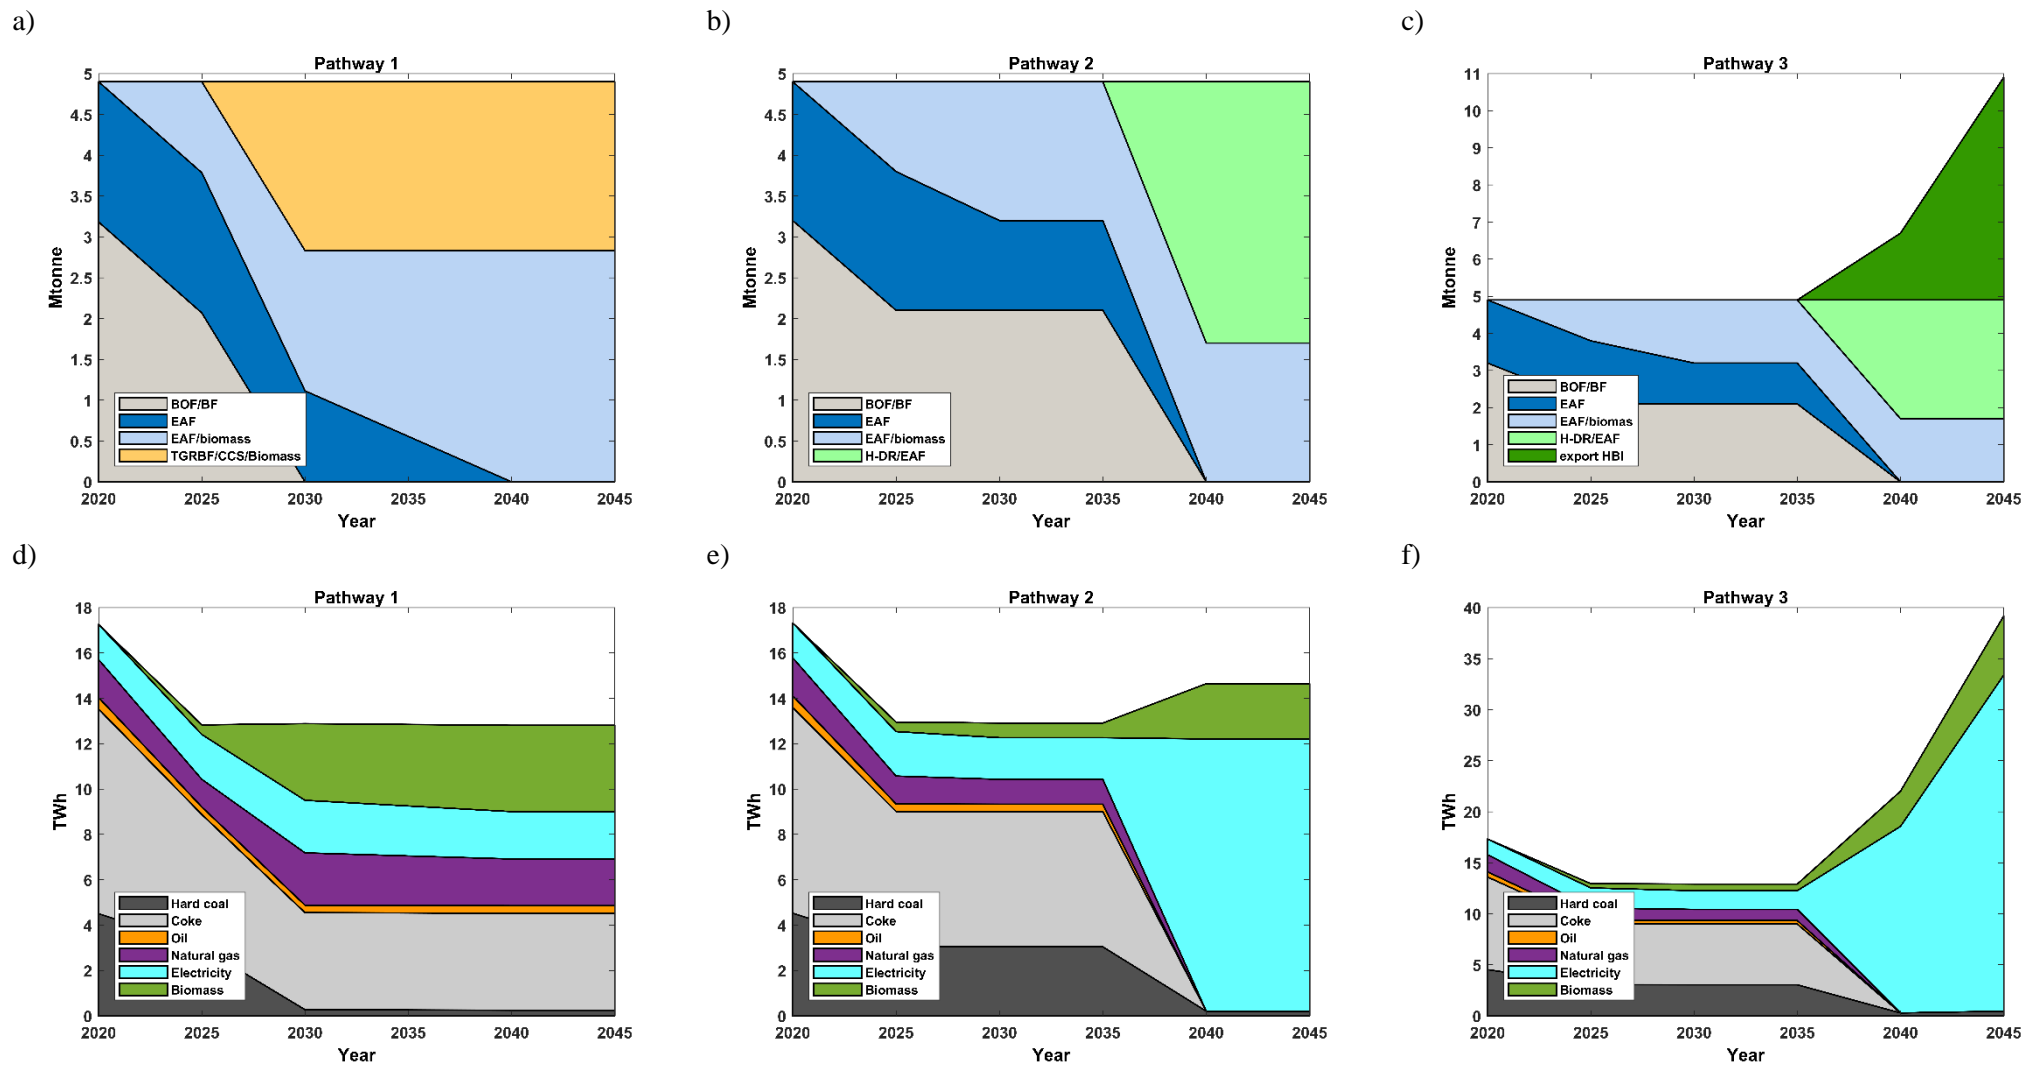 a)
Pathway 1
5
4.5
4
3.5
3
2.5
2
1.5
1
0.5
0
Mtonne
BOF/BF
EAF
EAF/biomass
TGRBF/CCS/Biomass
2020 2025 2030 2035 2040 2045
Year
b)
Pathway 2
5
4.5
4
3.5
3
2.5
2
1.5
1
0.5
0
Mtonne
BOF/BF
EAF
EAF/biomass
H-DR/EAF
2020 2025 2030 2035 2040 2045
Year
c)
Pathway 3
11
10
9
8
7
6
5
4
3
2
1
0
Mtonne
BOF/BF
EAF
EAF/biomas
H-DR/EAF
export HBI
2020 2025 2030 2035 2040 2045
Year
d)
Pathway 1
18
16
14
12
10
8
6
4
2
0
TWh
Hard coal
Coke
Oil
Natural gas
Electricity
Biomass
2020 2025 2030 2035 2040 2045
Year
e)
Pathway 2
18
16
14
12
10
8
6
4
2
0
TWh
Hard coal
Coke
Oil
Natural gas
Electricity
Biomass
2020 2025 2030 2035 2040 2045
Year
f)
Pathway 3
40
35
30
25
20
15
10
5
0
TWh
Hard coal
Coke
Oil
Natural gas
Electricity
Biomass
2020 2025 2030 2035 2040 2045
Year